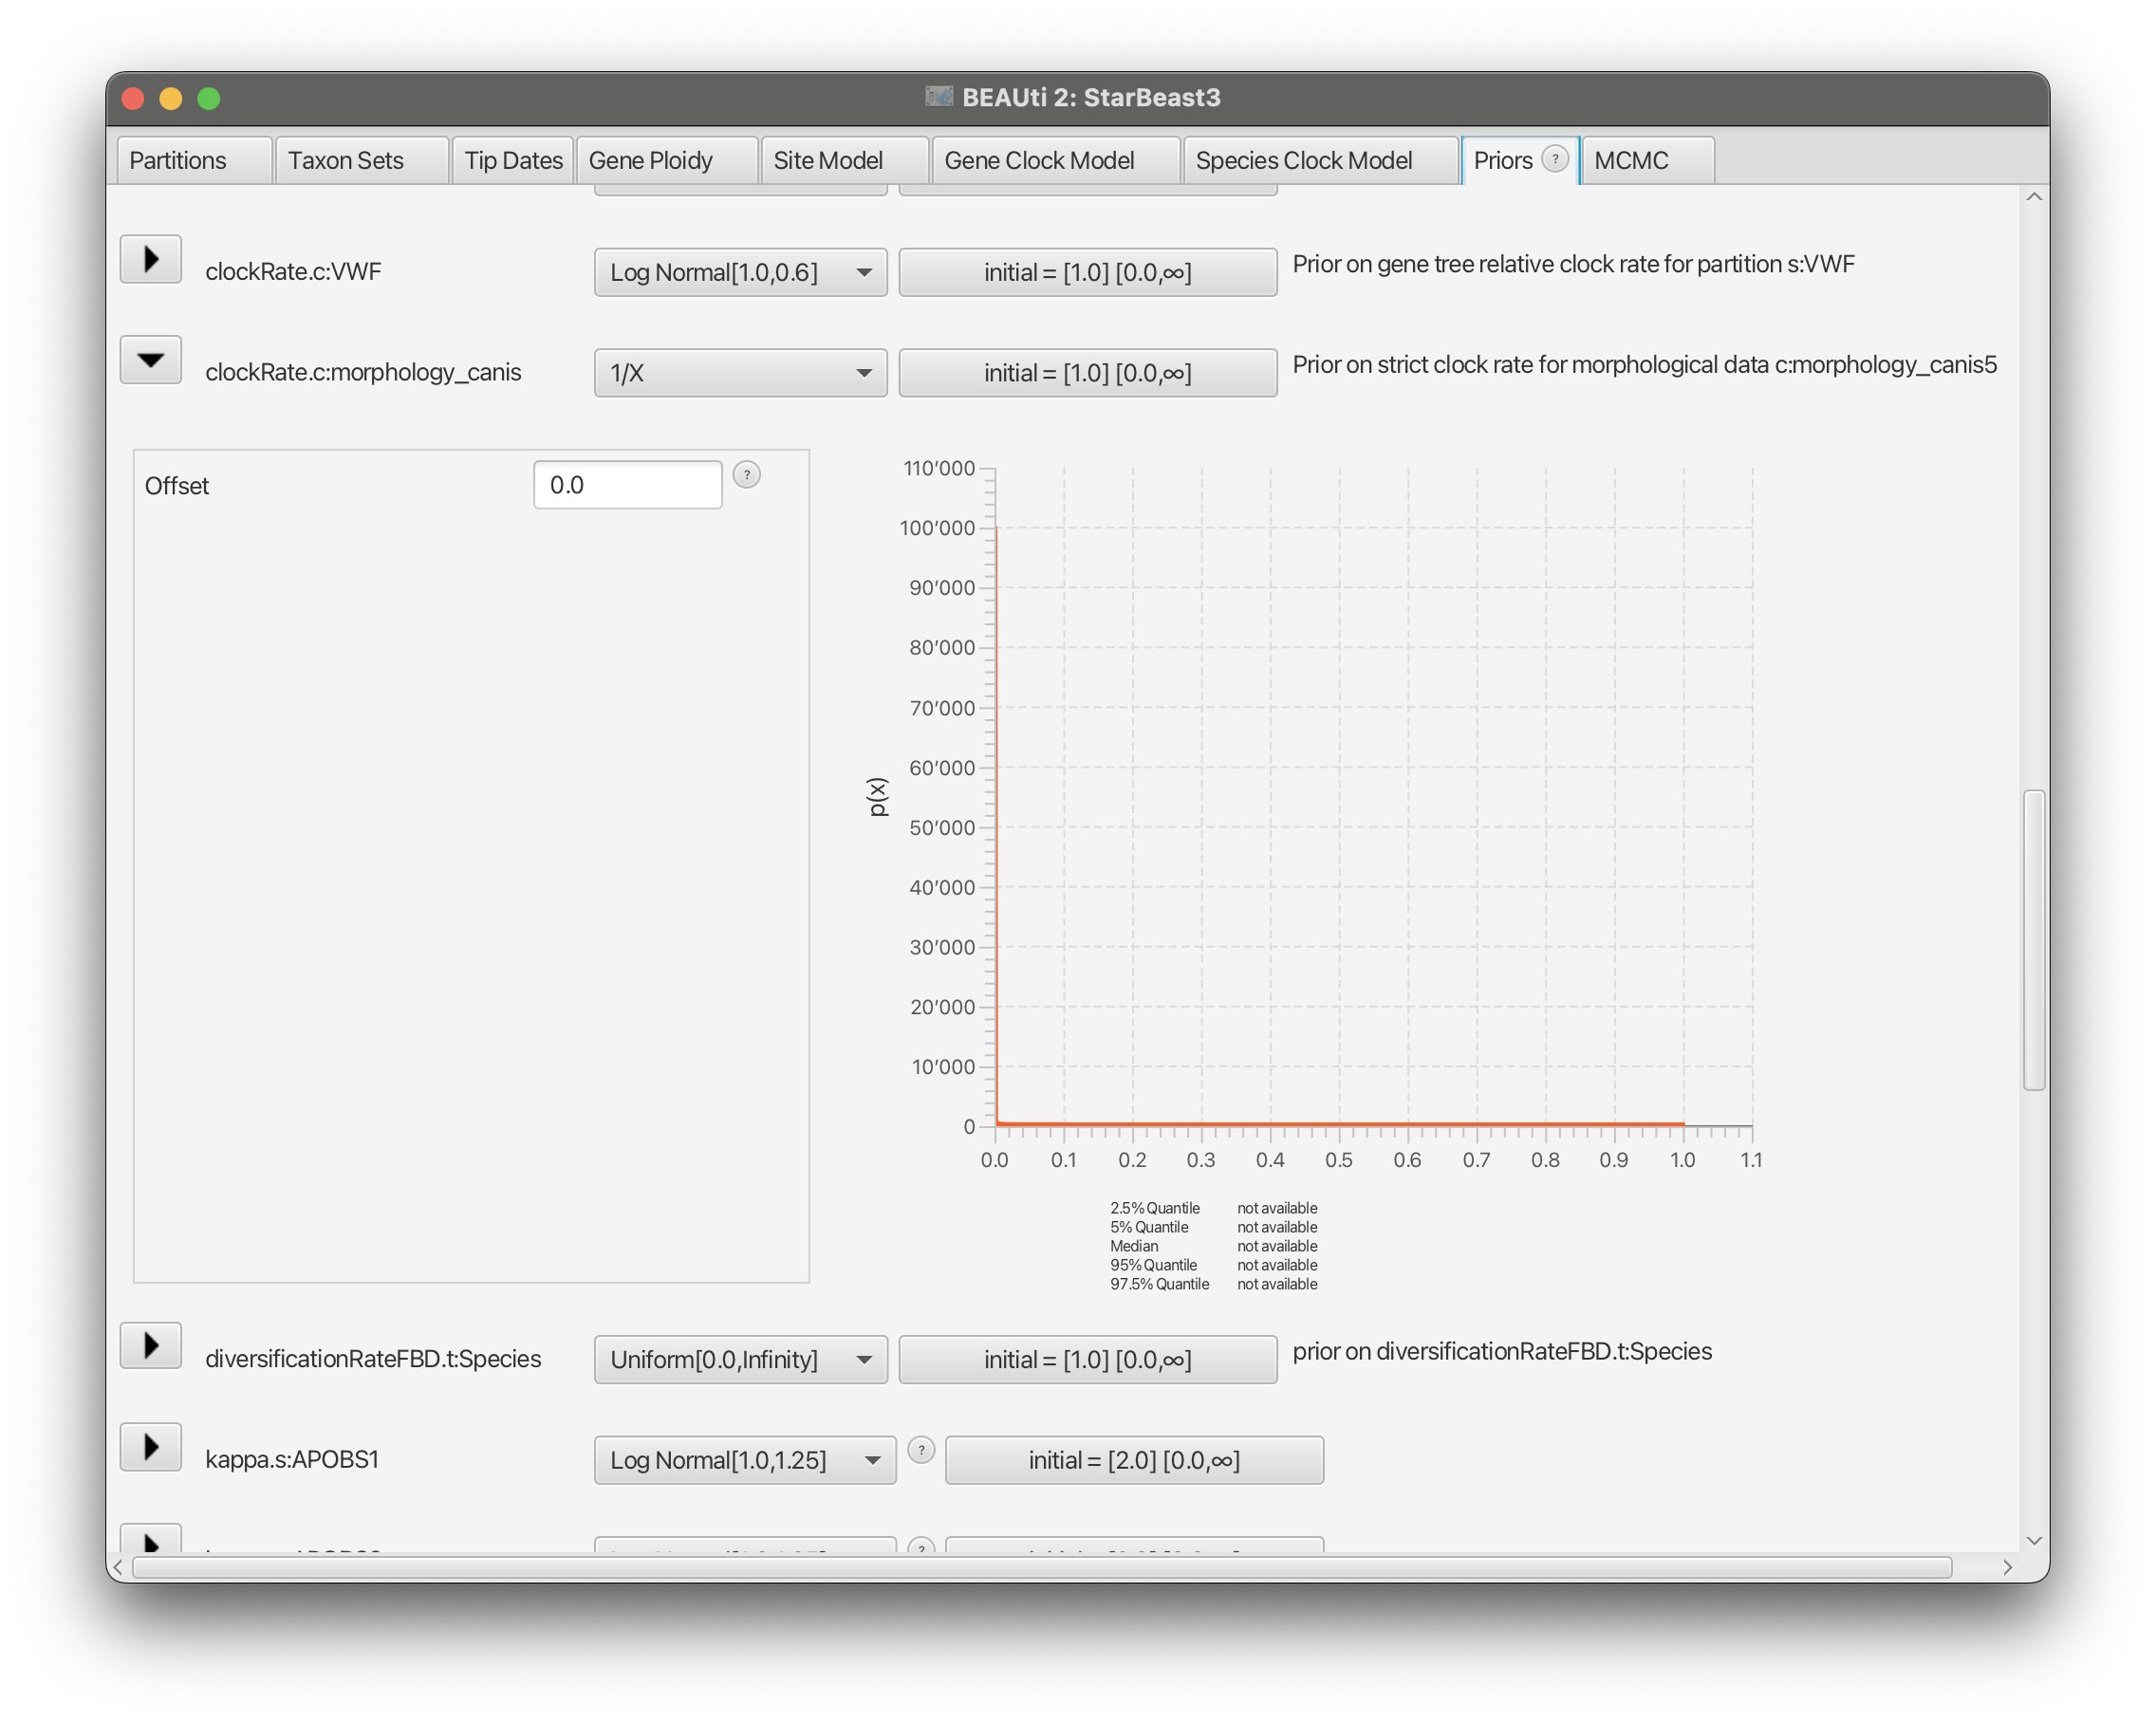 BEAUti 2: StarBeast3
Partitions Taxon Sets Tip Dates Gene Ploidy Site Model Gene Clock Model Species Clock Model Priors ? MCMC
clockRate.c:VWF Log Normal[1.0,0.6] initial = [1.0] [0.0,∞] Prior on gene tree relative clock rate for partition s:VWF
clockRate.c:morphology_canis 1/X initial = [1.0] [0.0,∞] Prior on strict clock rate for morphological data c:morphology_canis5
Offset 0.0 ?
110’000
100’000
90’000
80’000
70’000
60’000
p(x)
50’000
40’000
30’000
20’000
10’000
0
0.0 0.1 0.2 0.3 0.4 0.5 0.6 0.7 0.8 0.9 1.0 1.1
2.5% Quantile not available
5% Quantile not available
Median not available
95% Quantile not available
97.5% Quantile not available
diversificationRateFBD.t:Species Uniform[0.0,Infinity] initial = [1.0] [0.0,∞] prior on diversificationRateFBD.t:Species
kappa.s:APOBS1 Log Normal[1.0,1.25] ? initial = [2.0] [0.0,∞]